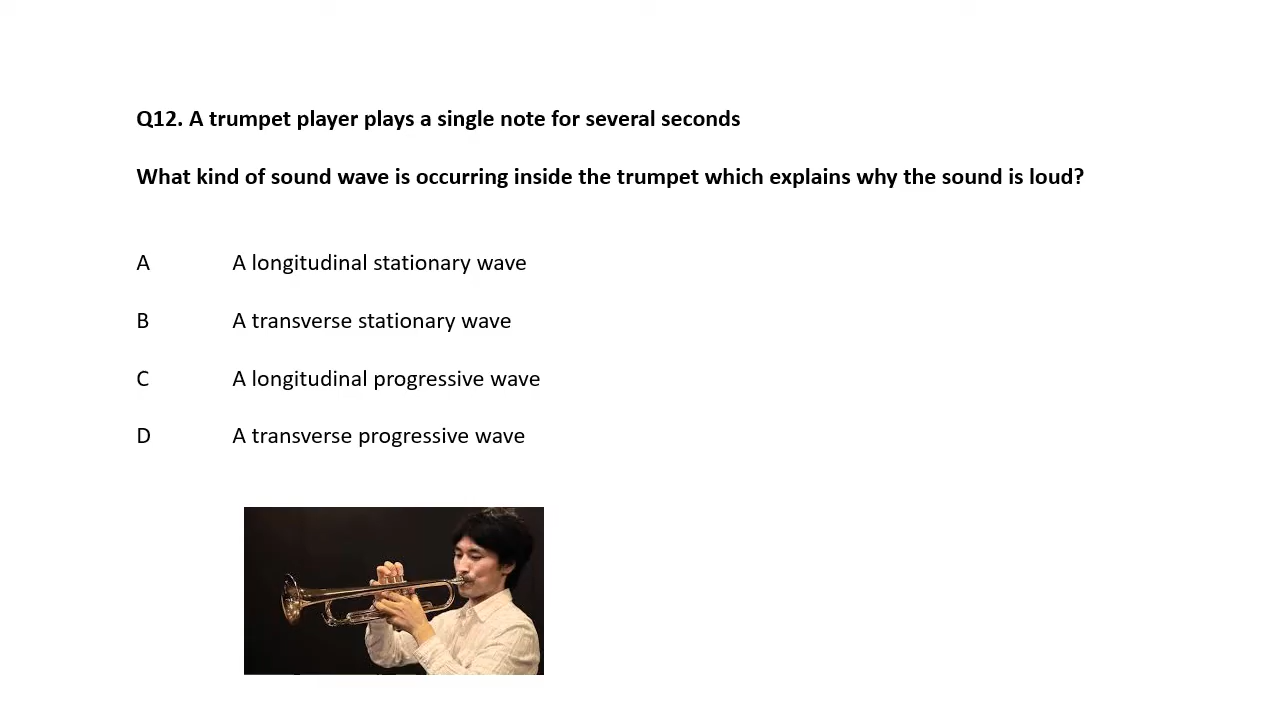 Q12. A trumpet player plays a single note for several seconds
What kind of sound wave is occurring inside the trumpet which explains why the sound is loud?
A A longitudinal stationary wave
B A transverse stationary wave
C A longitudinal progressive wave
D A transverse progressive wave